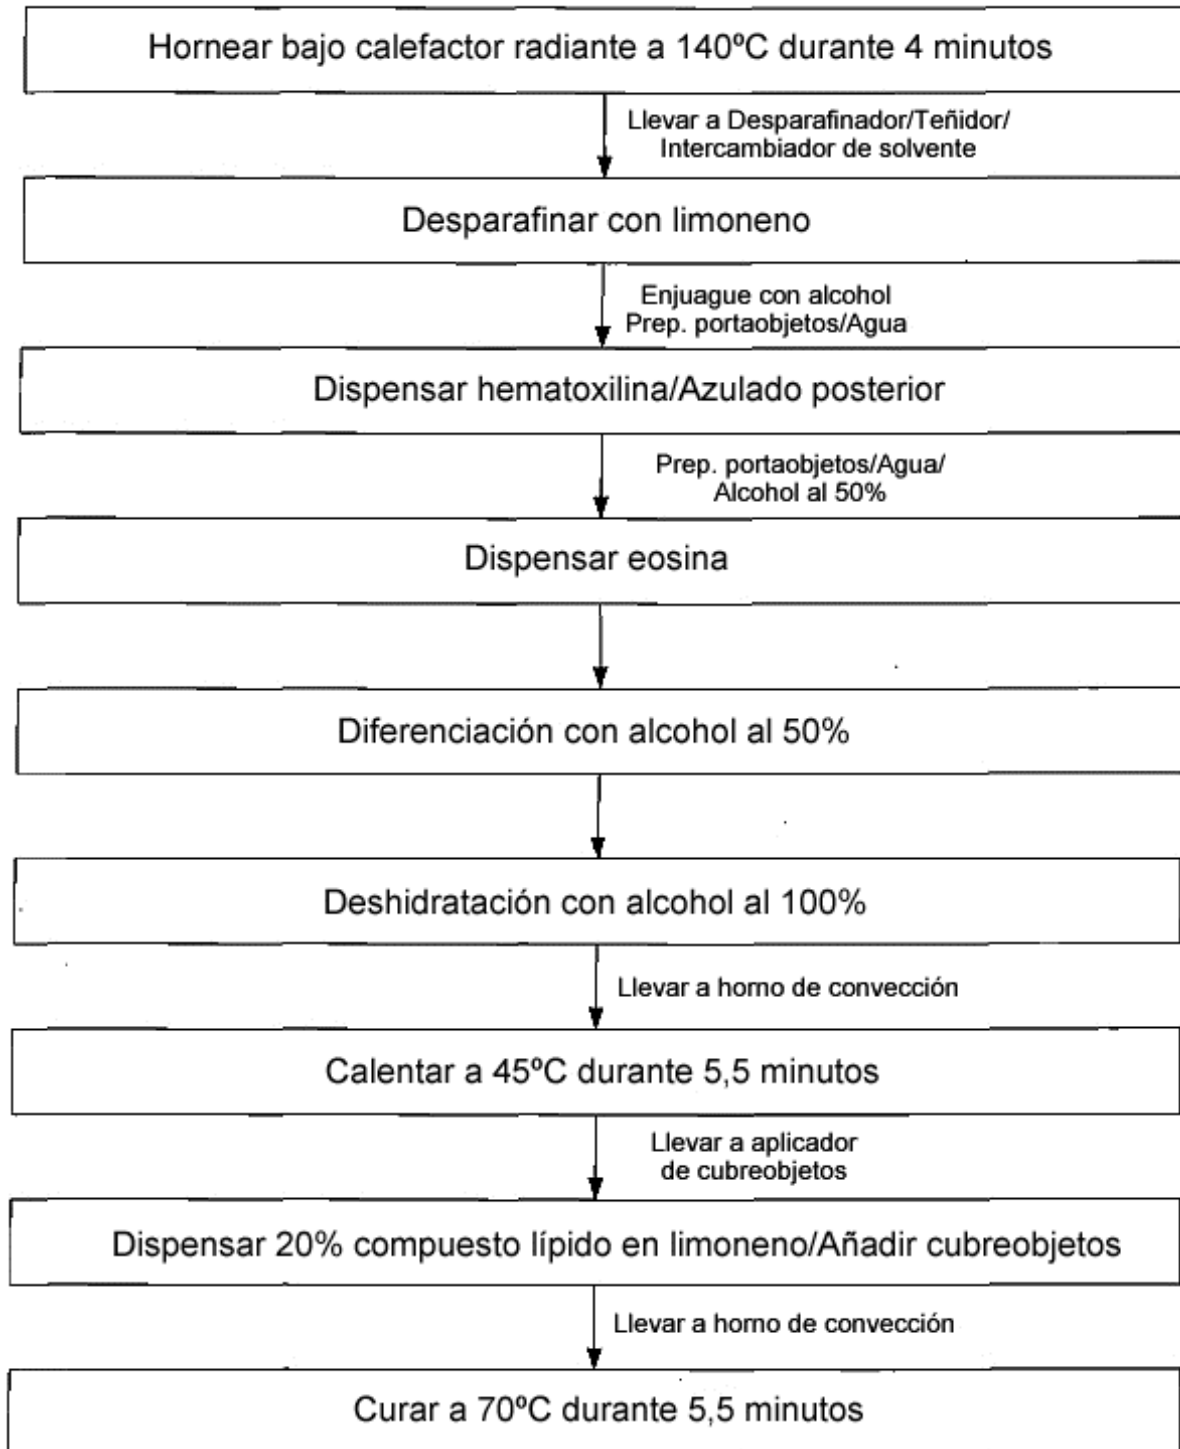 Hornear bajo calefactor radiante a 140ºC durante 4 minutos
Llevar a Desparafinador/Teñidor/
Intercambiador de solvente
Desparafinar con limoneno
Enjuague con alcohol
Prep. portaobjetos/Agua
Dispensar hematoxilina/Azulado posterior
Prep. portaobjetos/Agua/
Alcohol al 50%
Dispensar eosina
Diferenciación con alcohol al 50%
Deshidratación con alcohol al 100%
Llevar a horno de convección
Calentar a 45ºC durante 5,5 minutos
Llevar a aplicador
de cubreobjetos
Dispensar 20% compuesto lípido en limoneno/Añadir cubreobjetos
Llevar a horno de convección
Curar a 70ºC durante 5,5 minutos